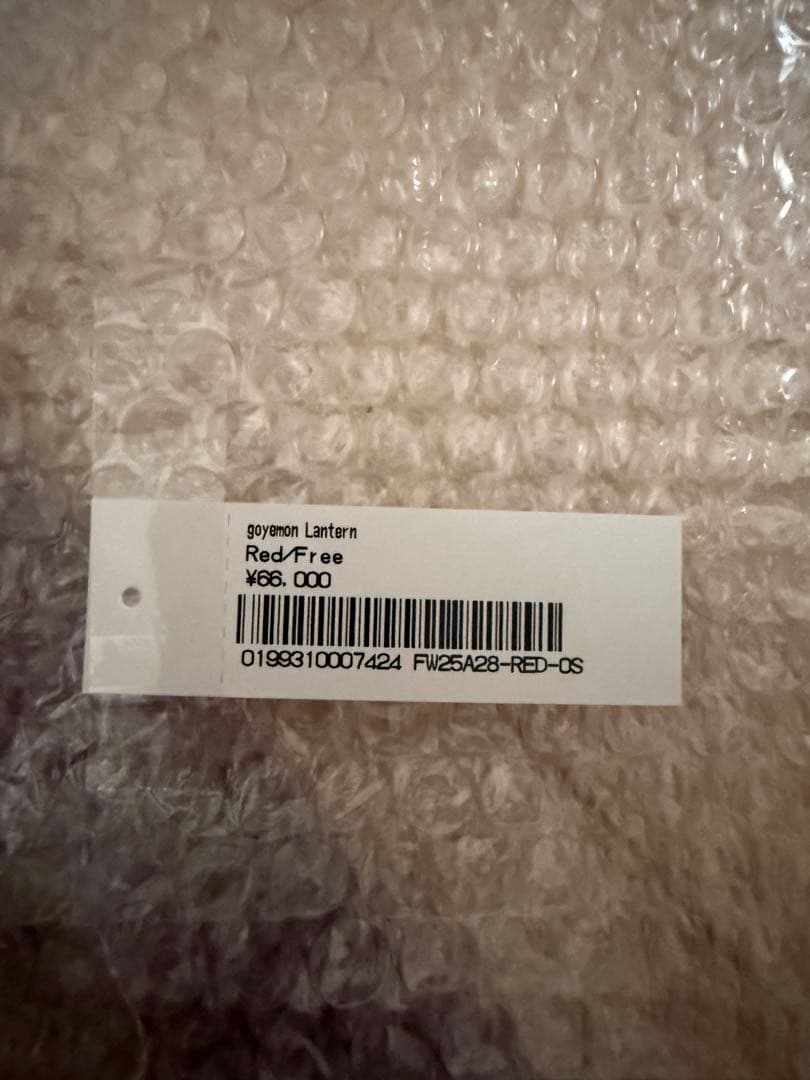 goyemon Lantern
Red/Free
¥66,000
0199310007424 FW25A28-RED-OS